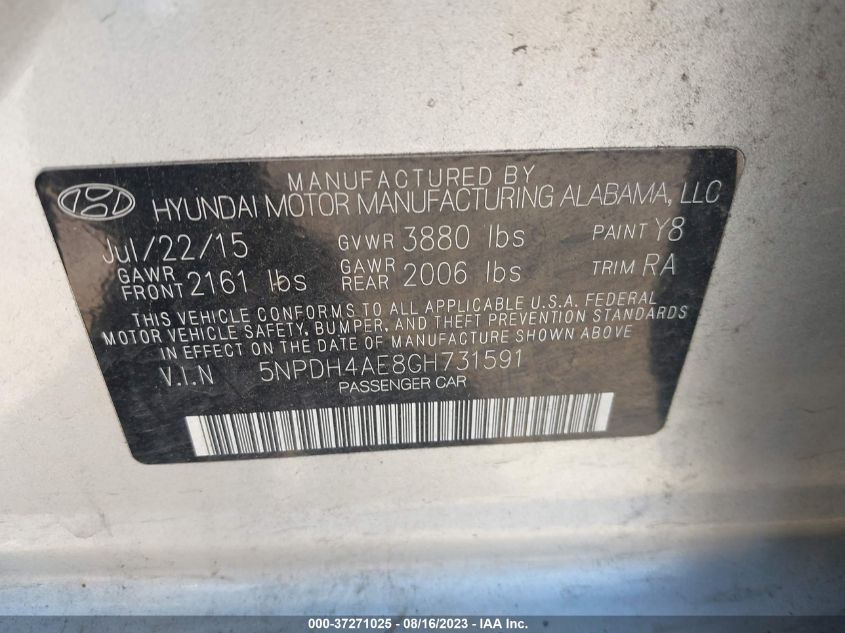 MANUFACTURED BY
HYUNDAI MOTOR MANUFACTURING ALABAMA, LLC
Jul/22/15 GVWR 3880 lbs PAINT Y8
GAWR FRONT 2161 lbs GAWR REAR 2006 lbs TRIM RA
THIS VEHICLE CONFORMS TO ALL APPLICABLE U.S.A. FEDERAL
MOTOR VEHICLE SAFETY, BUMPER, AND THEFT PREVENTION STANDARDS
IN EFFECT ON THE DATE OF MANUFACTURE SHOWN ABOVE
V.I.N 5NPDH4AE8GH731591
PASSENGER CAR
000-37271025 - 08/16/2023 - IAA Inc.